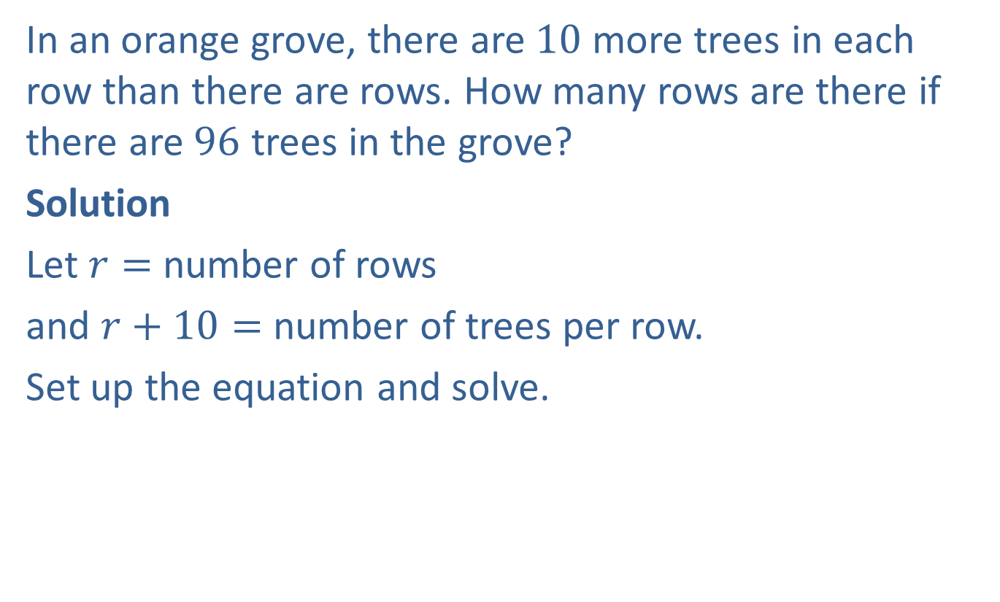 In an orange grove, there are 10 more trees in each
row than there are rows. How many rows are there if
there are 96 trees in the grove?
Solution
Let r = number of rows
and r + 10 = number of trees per row.
Set up the equation and solve.